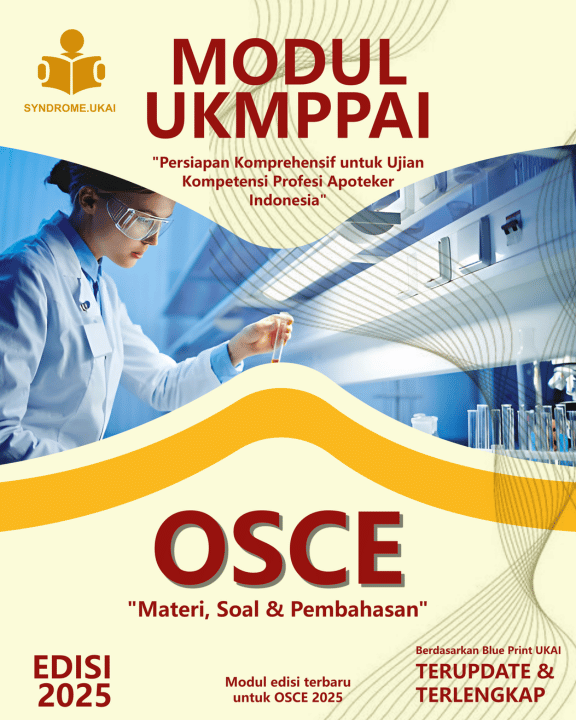 SYNDROME.UKAI
MODUL
UKMPPAI
"Persiapan Komprehensif untuk Ujian
Kompetensi Profesi Apoteker
Indonesia"
OSCE
"Materi, Soal & Pembahasan"
EDISI
2025
Modul edisi terbaru
untuk OSCE 2025
Berdasarkan Blue Print UKAI
TERUPDATE &
TERLENGKAP